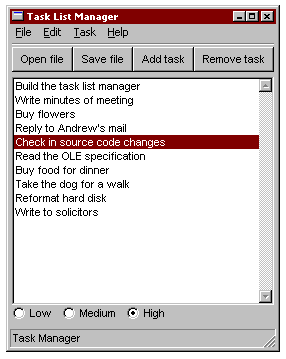 Task List Manager
File Edit Task Help
Open file Save file Add task Remove task
Build the task list manager
Write minutes of meeting
Buy flowers
Reply to Andrew's mail
Check in source code changes
Read the OLE specification
Buy food for dinner
Take the dog for a walk
Reformat hard disk
Write to solicitors
Low Medium High
Task Manager